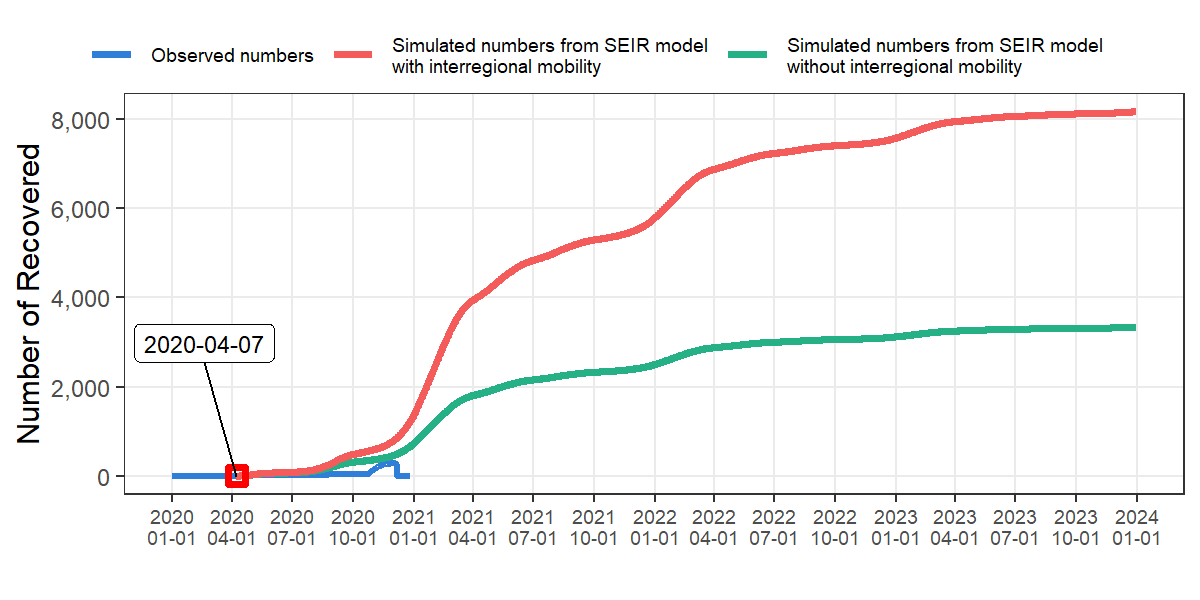 Observed numbers
Simulated numbers from SEIR model
with interregional mobility
Simulated numbers from SEIR model
without interregional mobility
Number of Recovered
8,000
6,000
4,000
2,000
0
2020-04-07
2020 2020 2020 2020 2021 2021 2021 2021 2022 2022 2022 2022 2023 2023 2023 2023 2024
01-01 04-01 07-01 10-01 01-01 04-01 07-01 10-01 01-01 04-01 07-01 10-01 01-01 04-01 07-01 10-01 01-01